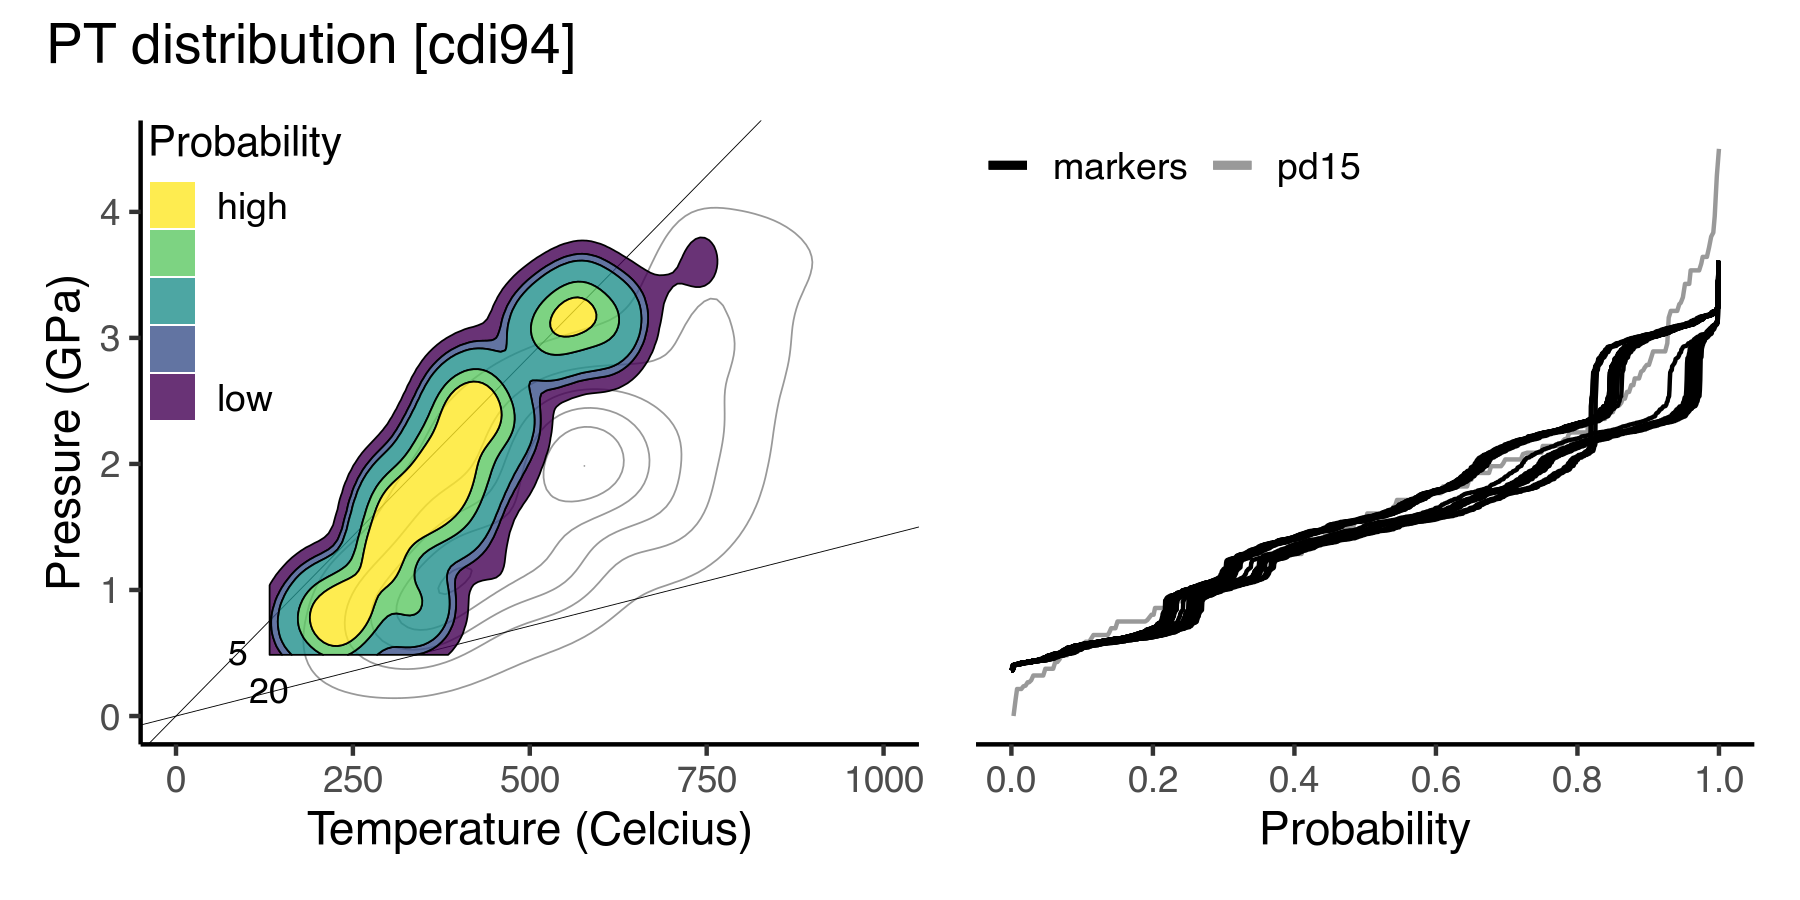 PT distribution [cdi94]
Probability
high
low
4
3
2
1
0
5
20
0
250
500
750
1000
Temperature (Celcius)
Pressure (GPa)
markers
pd15
0.0
0.2
0.4
0.6
0.8
1.0
Probability